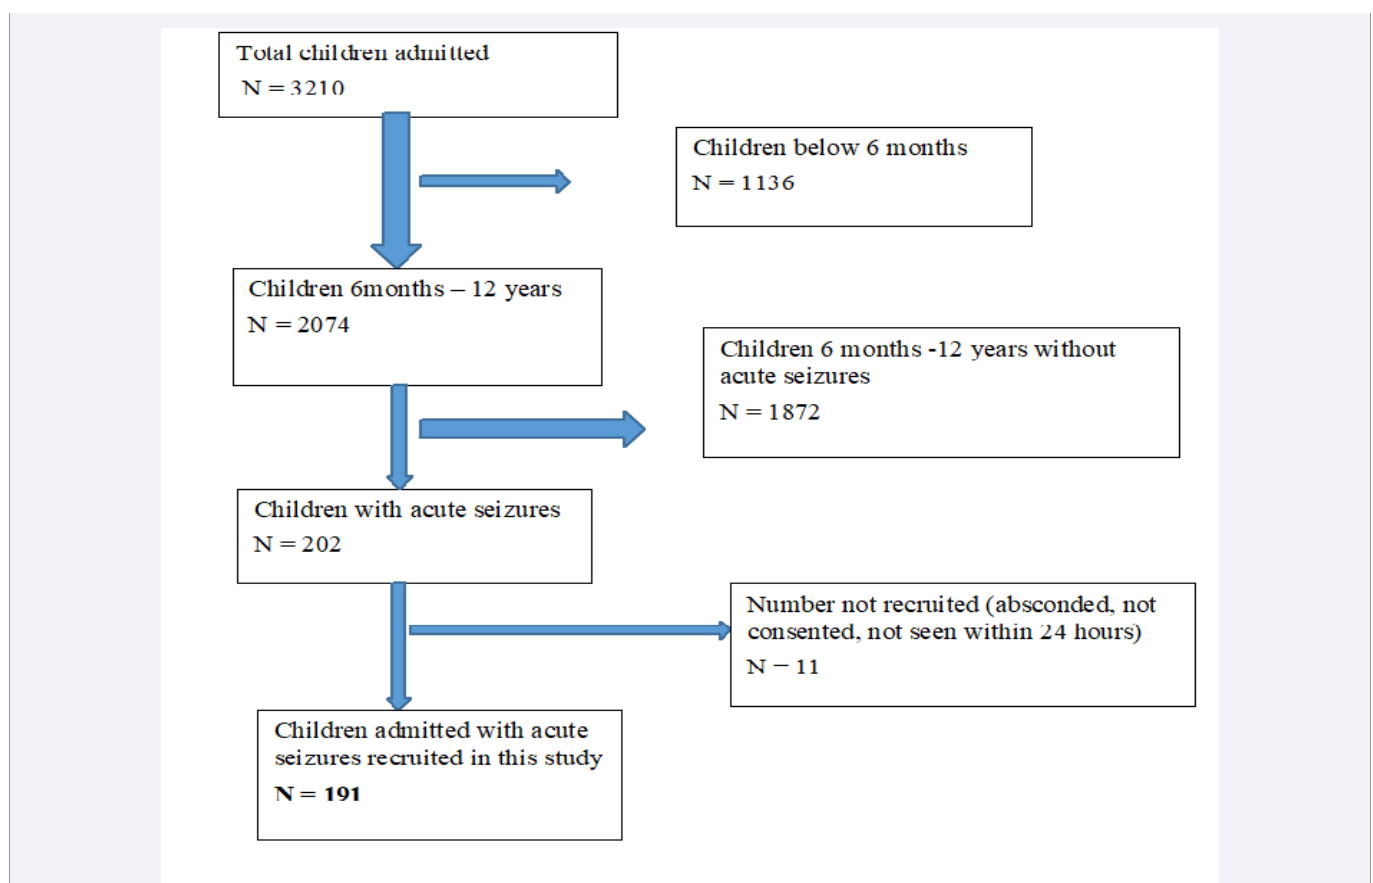 Total children admitted
N = 3210
Children below 6 months
N = 1136
Children 6months – 12 years
N = 2074
Children 6 months -12 years without
acute seizures
N = 1872
Children with acute seizures
N = 202
Number not recruited (absconded, not
consented, not seen within 24 hours)
N = 11
Children admitted with acute
seizures recruited in this study
N = 191